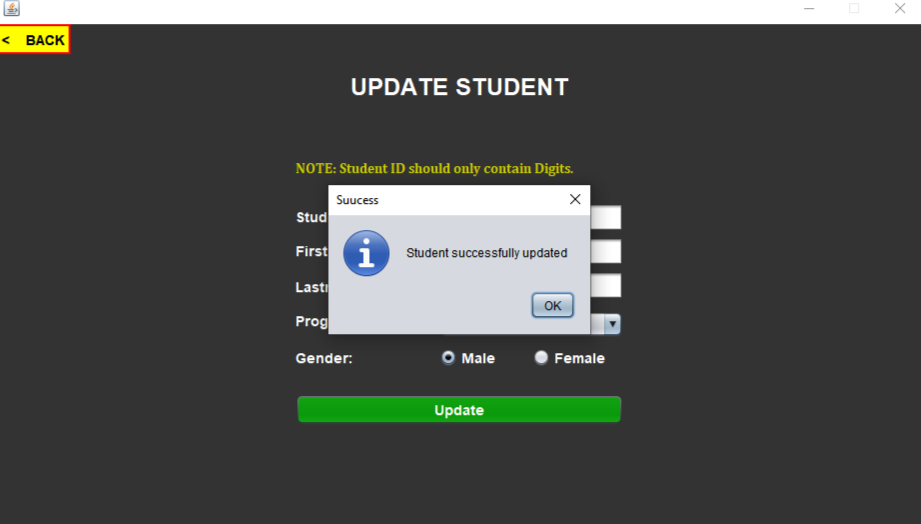 < BACK
UPDATE STUDENT
NOTE: Student ID should only contain Digits.
Suucess
Student successfully updated
OK
Stud
First
Last
Prog
Gender: Male Female
Update